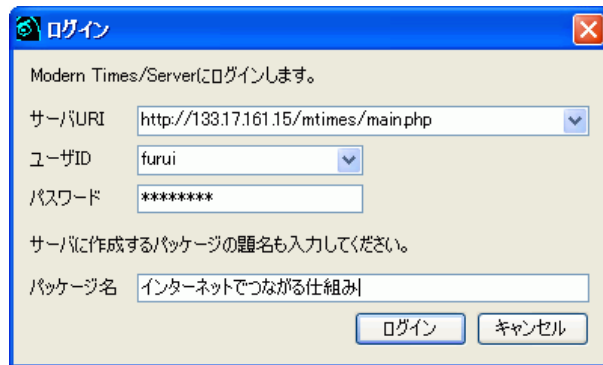 ログイン
Modern Times/Serverにログインします。
サーバURI http://133.17.161.15/mtimes/main.php
ユーザID furui
パスワード ********
サーバに作成するパッケージの題名も入力してください。
パッケージ名 インターネットでつながる仕組み
ログイン キャンセル